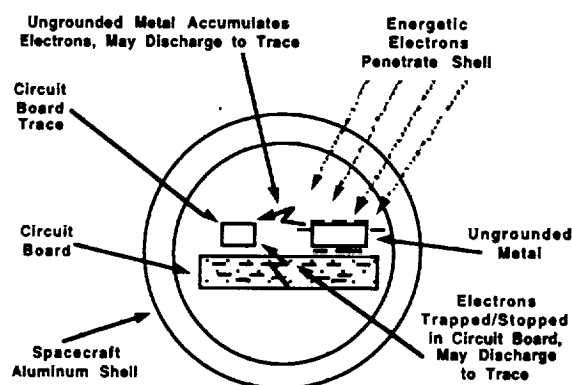 Ungrounded Metal Accumulates
Electrons, May Discharge to Trace
Energetic
Electrons
Penetrate Shell
Circuit
Board
Trace
Circuit
Board
Ungrounded
Metal
Spacecraft
Aluminum Shell
Electrons
Trapped/Stopped
in Circuit Board,
May Discharge
to Trace